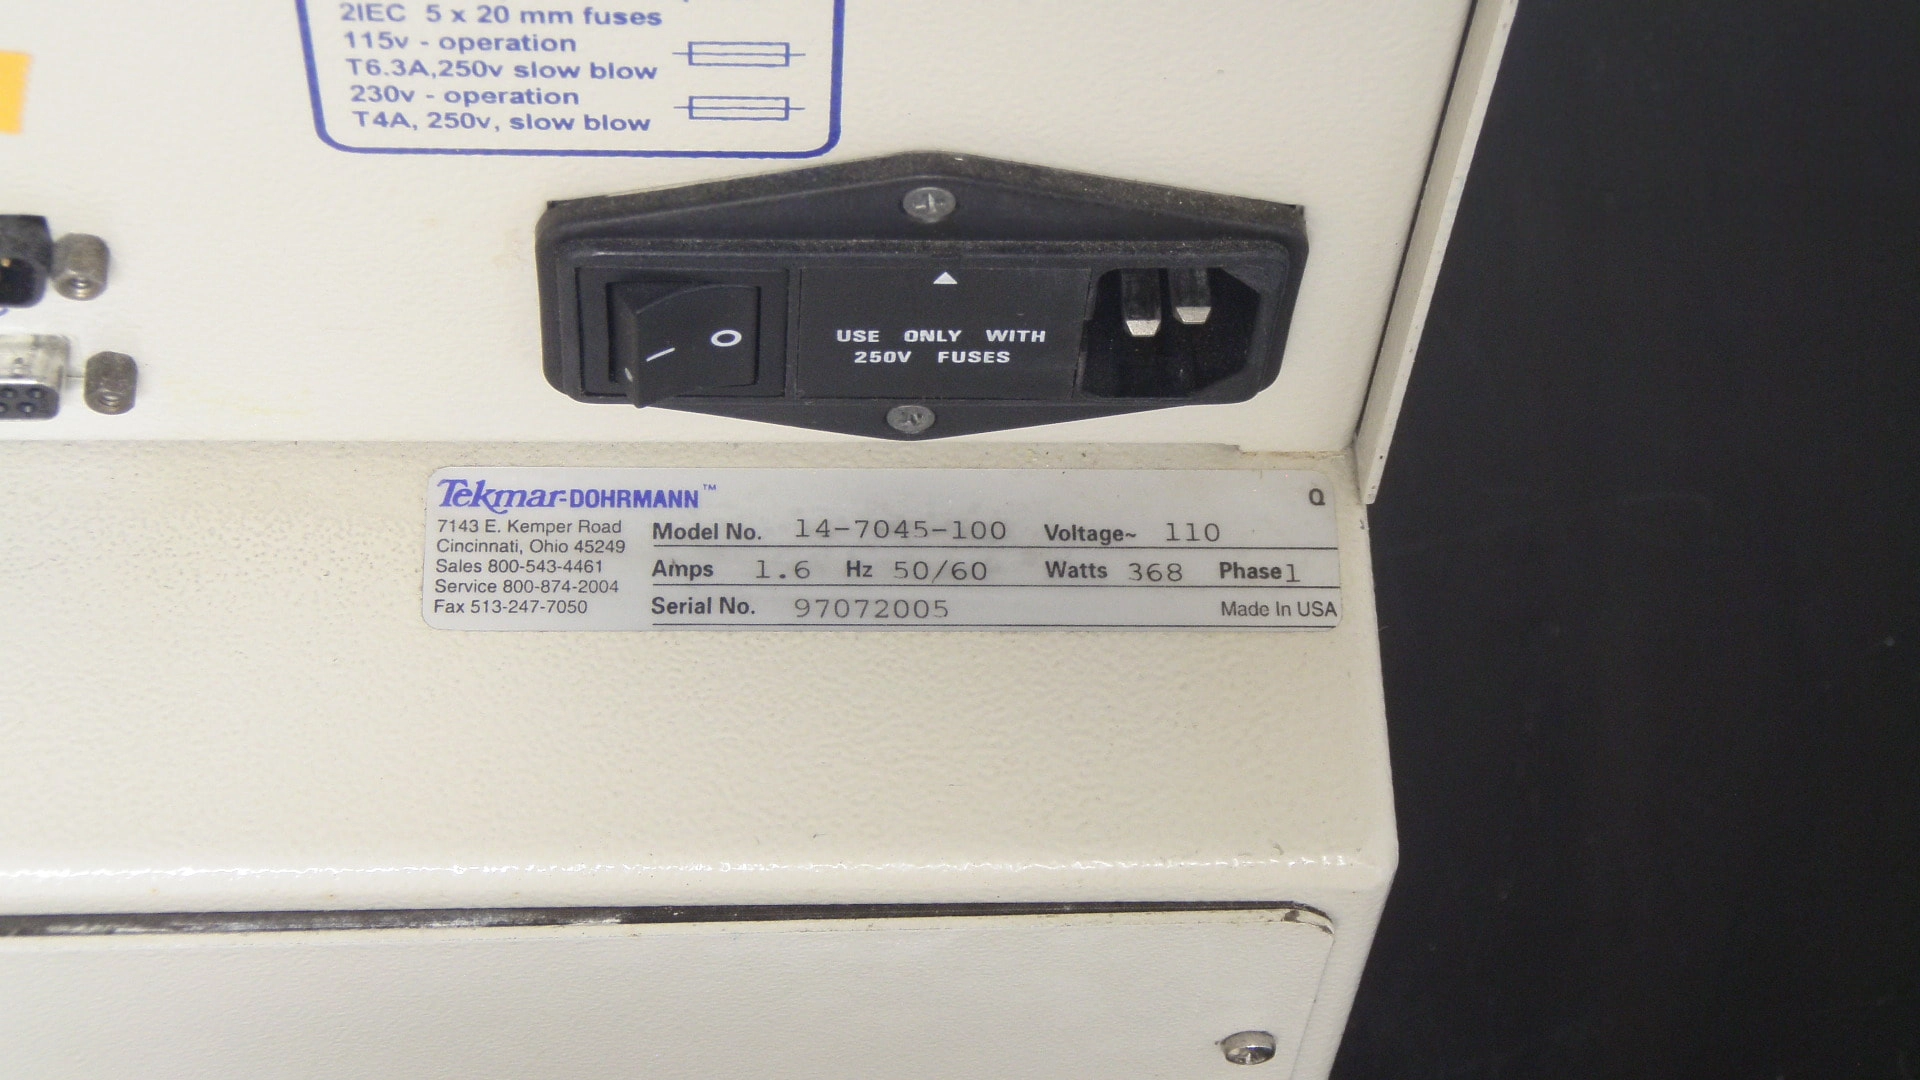 2IEC 5 x 20 mm fuses
115v - operation
T6.3A,250v slow blow
230v - operation
T4A, 250v, slow blow
USE ONLY WITH
250V FUSES
Tekmar-DOHRMANN™
7143 E. Kemper Road
Cincinnati, Ohio 45249
Sales 800-543-4461
Service 800-874-2004
Fax 513-247-7050
Q
Model No. 14-7045-100 Voltage~ 110
Amps 1.6 Hz 50/60 Watts 368 Phase 1
Serial No. 97072005 Made In USA